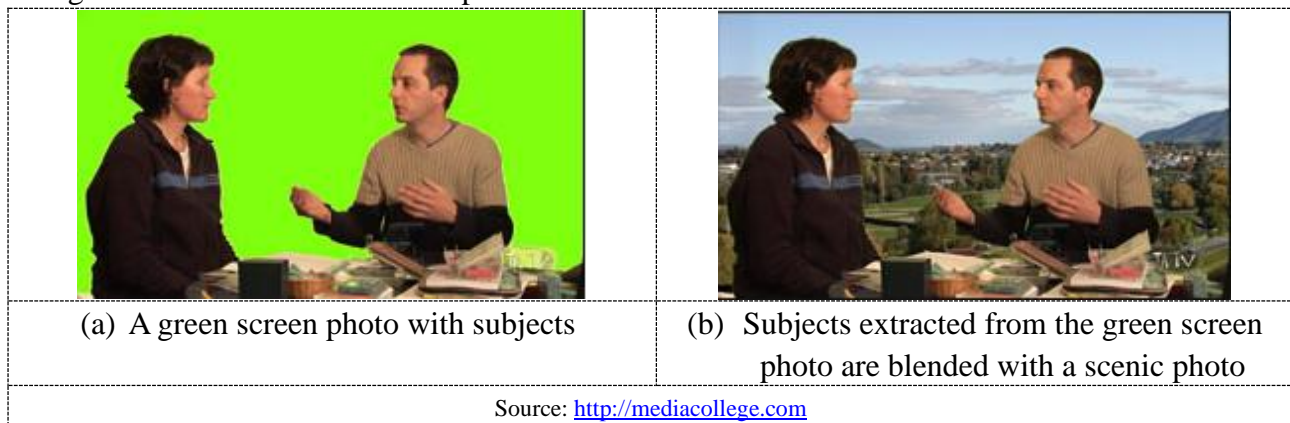 (a) A green screen photo with subjects
(b) Subjects extracted from the green screen
photo are blended with a scenic photo
Source: http://mediacollege.com